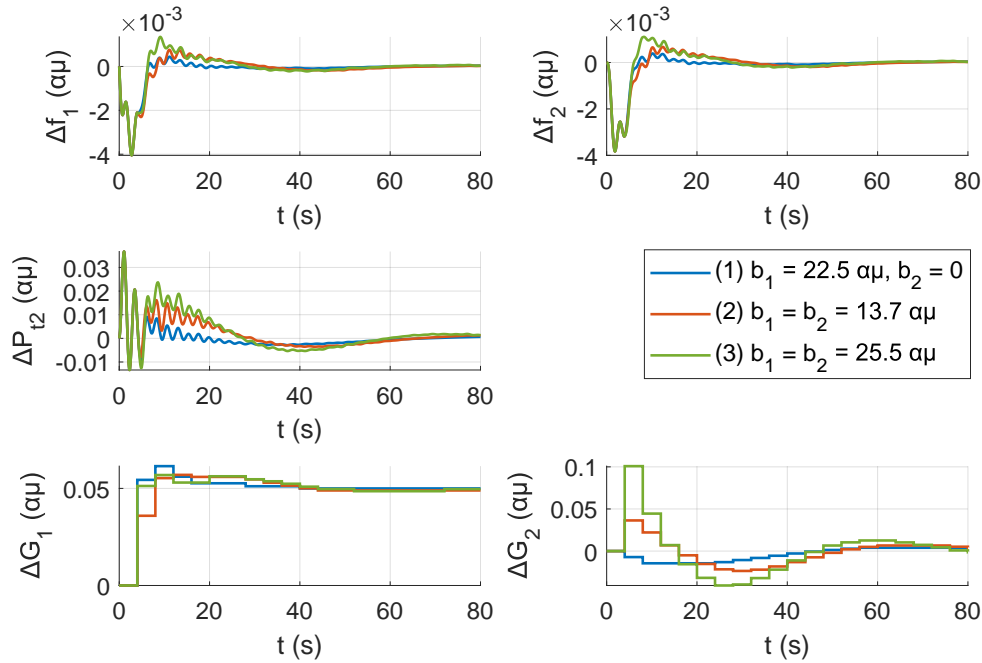 ×10⁻³
Δf₁ (αμ)
0
-2
-4
0 20 40 60 80
t (s)
×10⁻³
Δf₂ (αμ)
0
-2
-4
0 20 40 60 80
t (s)
ΔPₜ₂ (αμ)
0.03
0.02
0.01
0
-0.01
0 20 40 60 80
t (s)
(1) b₁ = 22.5 αμ, b₂ = 0
(2) b₁ = b₂ = 13.7 αμ
(3) b₁ = b₂ = 25.5 αμ
ΔG₁ (αμ)
0.05
0
0 20 40 60 80
t (s)
ΔG₂ (αμ)
0.1
0.05
0
0 20 40 60 80
t (s)